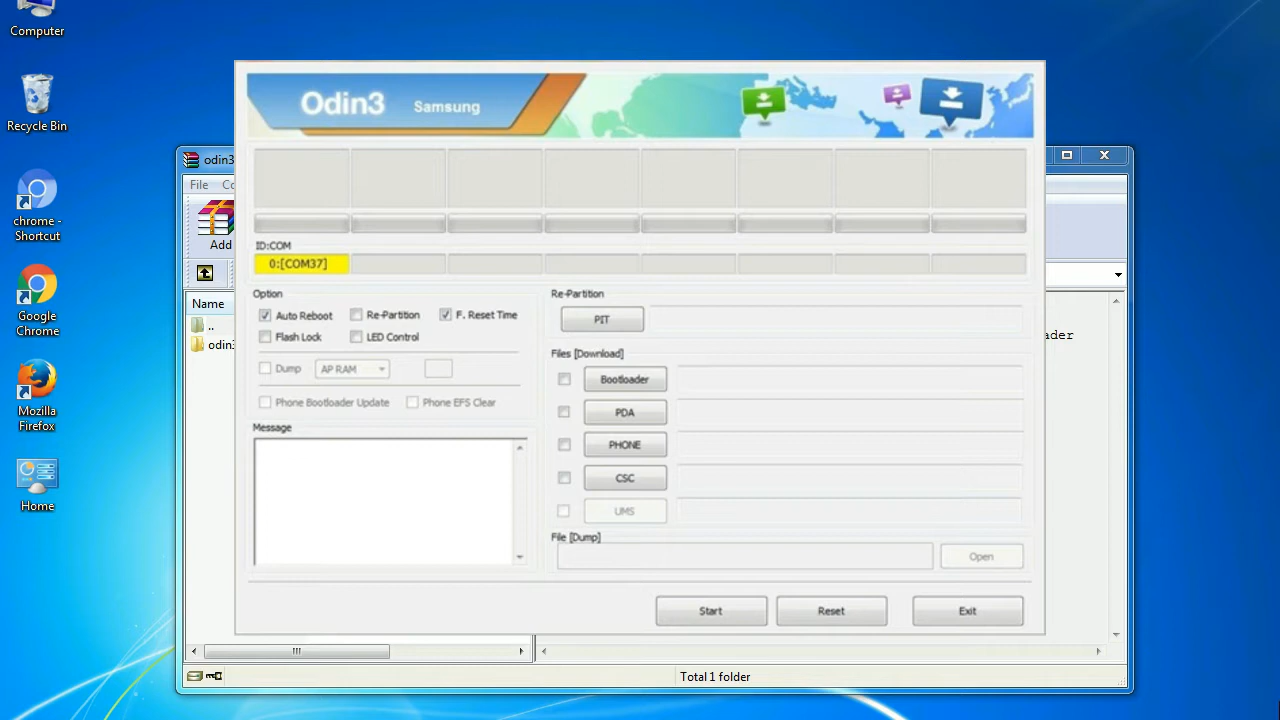 Computer
Recycle Bin
chrome -
Shortcut
Google
Chrome
Mozilla
Firefox
Home
odin3
File
Add
Name
..
odin3
Total 1 folder
Odin3 Samsung
ID:COM
0:[COM37]
Option
Auto Reboot
Re-Partition
F. Reset Time
Flash Lock
LED Control
Dump
AP RAM
Phone Bootloader Update
Phone EFS Clear
Message
Re-Partition
PIT
Files [Download]
Bootloader
PDA
PHONE
CSC
UMS
File [Dump]
Open
Start
Reset
Exit